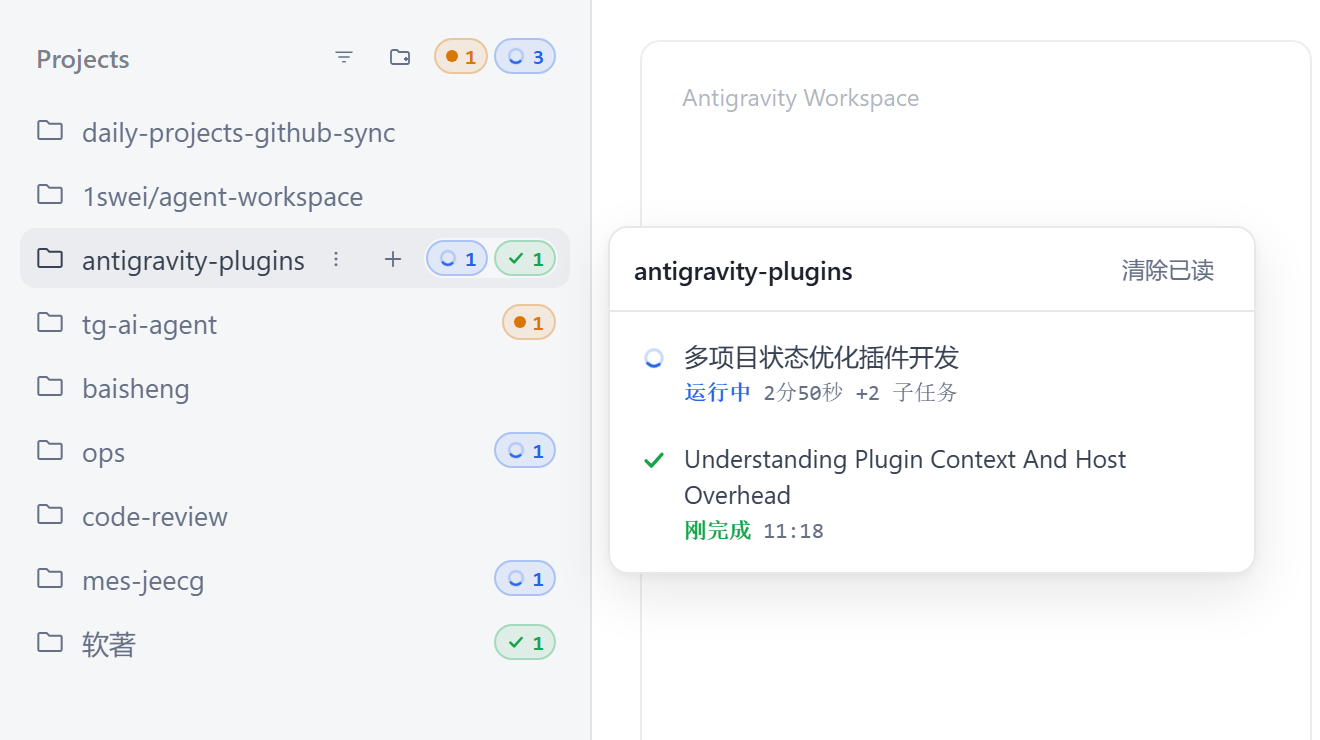 Projects 1 3
daily-projects-github-sync
1swei/agent-workspace
antigravity-plugins 1 1
tg-ai-agent 1
baisheng
ops 1
code-review
mes-jeecg 1
软著 1
Antigravity Workspace
antigravity-plugins 清除已读
多项目状态优化插件开发
运行中 2分50秒 +2 子任务
Understanding Plugin Context And Host
Overhead
刚完成 11:18